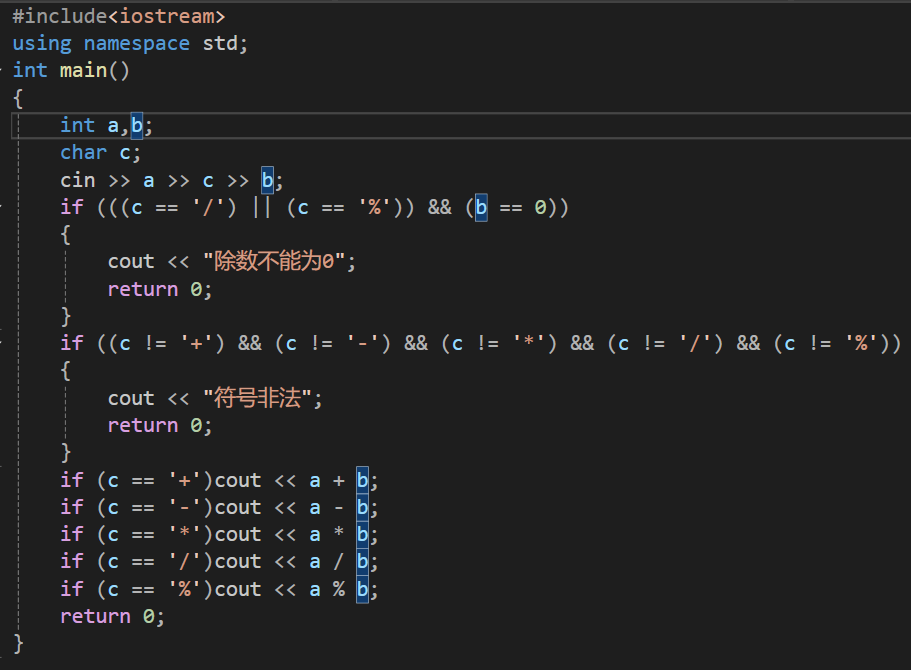 #include<iostream>
using namespace std;
int main()
{
    int a,b;
    char c;
    cin >> a >> c >> b;
    if (((c == '/') || (c == '%')) && (b == 0))
    {
        cout << "除数不能为0";
        return 0;
    }
    if ((c != '+') && (c != '-') && (c != '*') && (c != '/') && (c != '%'))
    {
        cout << "符号非法";
        return 0;
    }
    if (c == '+')cout << a + b;
    if (c == '-')cout << a - b;
    if (c == '*')cout << a * b;
    if (c == '/')cout << a / b;
    if (c == '%')cout << a % b;
    return 0;
}